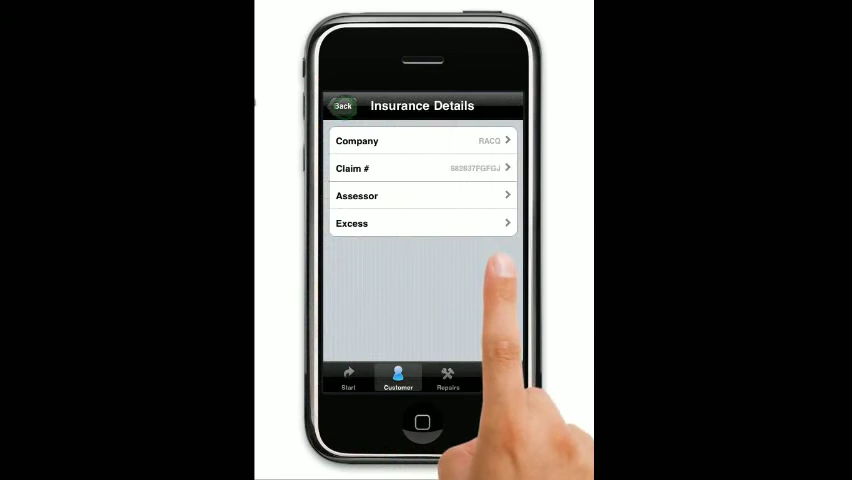 Back
Insurance Details
Company
RACQ
Claim #
Assessor
Excess
Start
Customer
Repairs